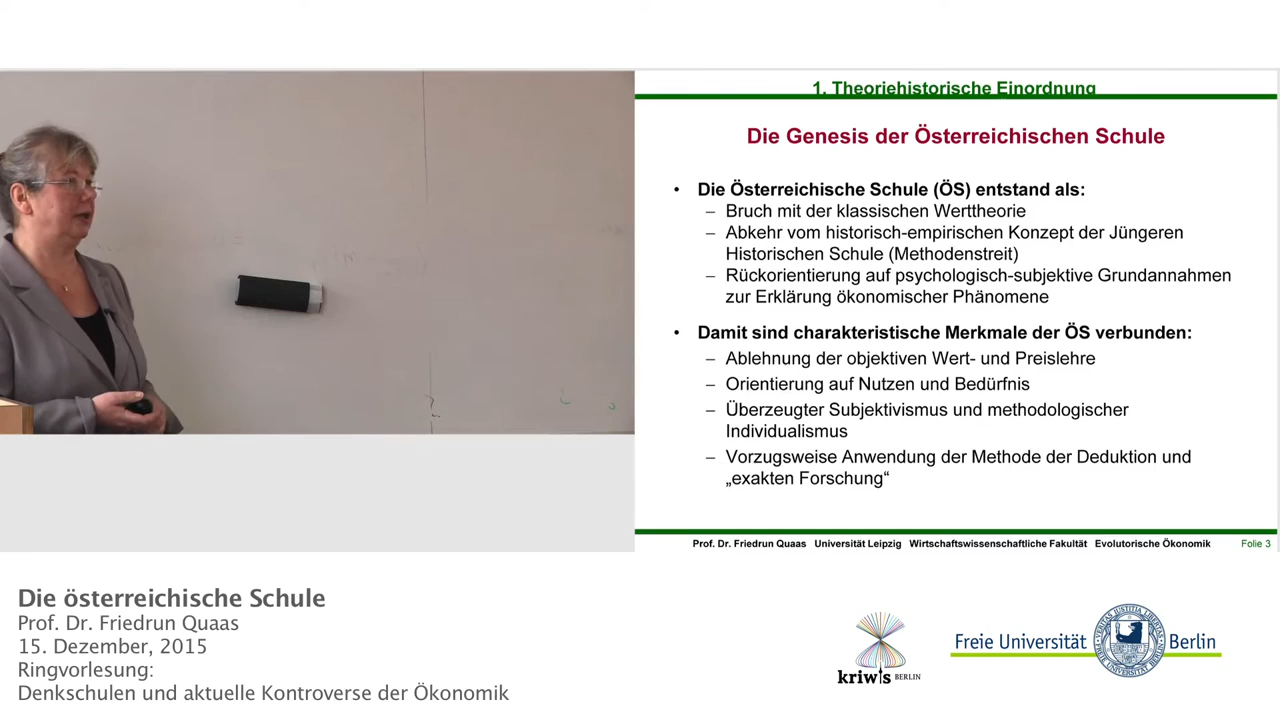 1. Theoriehistorische Einordnung
Die Genesis der Österreichischen Schule
• Die Österreichische Schule (ÖS) entstand als:
– Bruch mit der klassischen Werttheorie
– Abkehr vom historisch-empirischen Konzept der Jüngeren
Historischen Schule (Methodenstreit)
– Rückorientierung auf psychologisch-subjektive Grundannahmen
zur Erklärung ökonomischer Phänomene
• Damit sind charakteristische Merkmale der ÖS verbunden:
– Ablehnung der objektiven Wert- und Preislehre
– Orientierung auf Nutzen und Bedürfnis
– Überzeugter Subjektivismus und methodologischer
Individualismus
– Vorzugsweise Anwendung der Methode der Deduktion und
„exakten Forschung“
Prof. Dr. Friedrun Quaas Universität Leipzig Wirtschaftswissenschaftliche Fakultät Evolutorische Ökonomik Folie 3
Die österreichische Schule
Prof. Dr. Friedrun Quaas
15. Dezember, 2015
Ringvorlesung:
Denkschulen und aktuelle Kontroverse der Ökonomik
kriwis BERLIN
Freie Universität Berlin